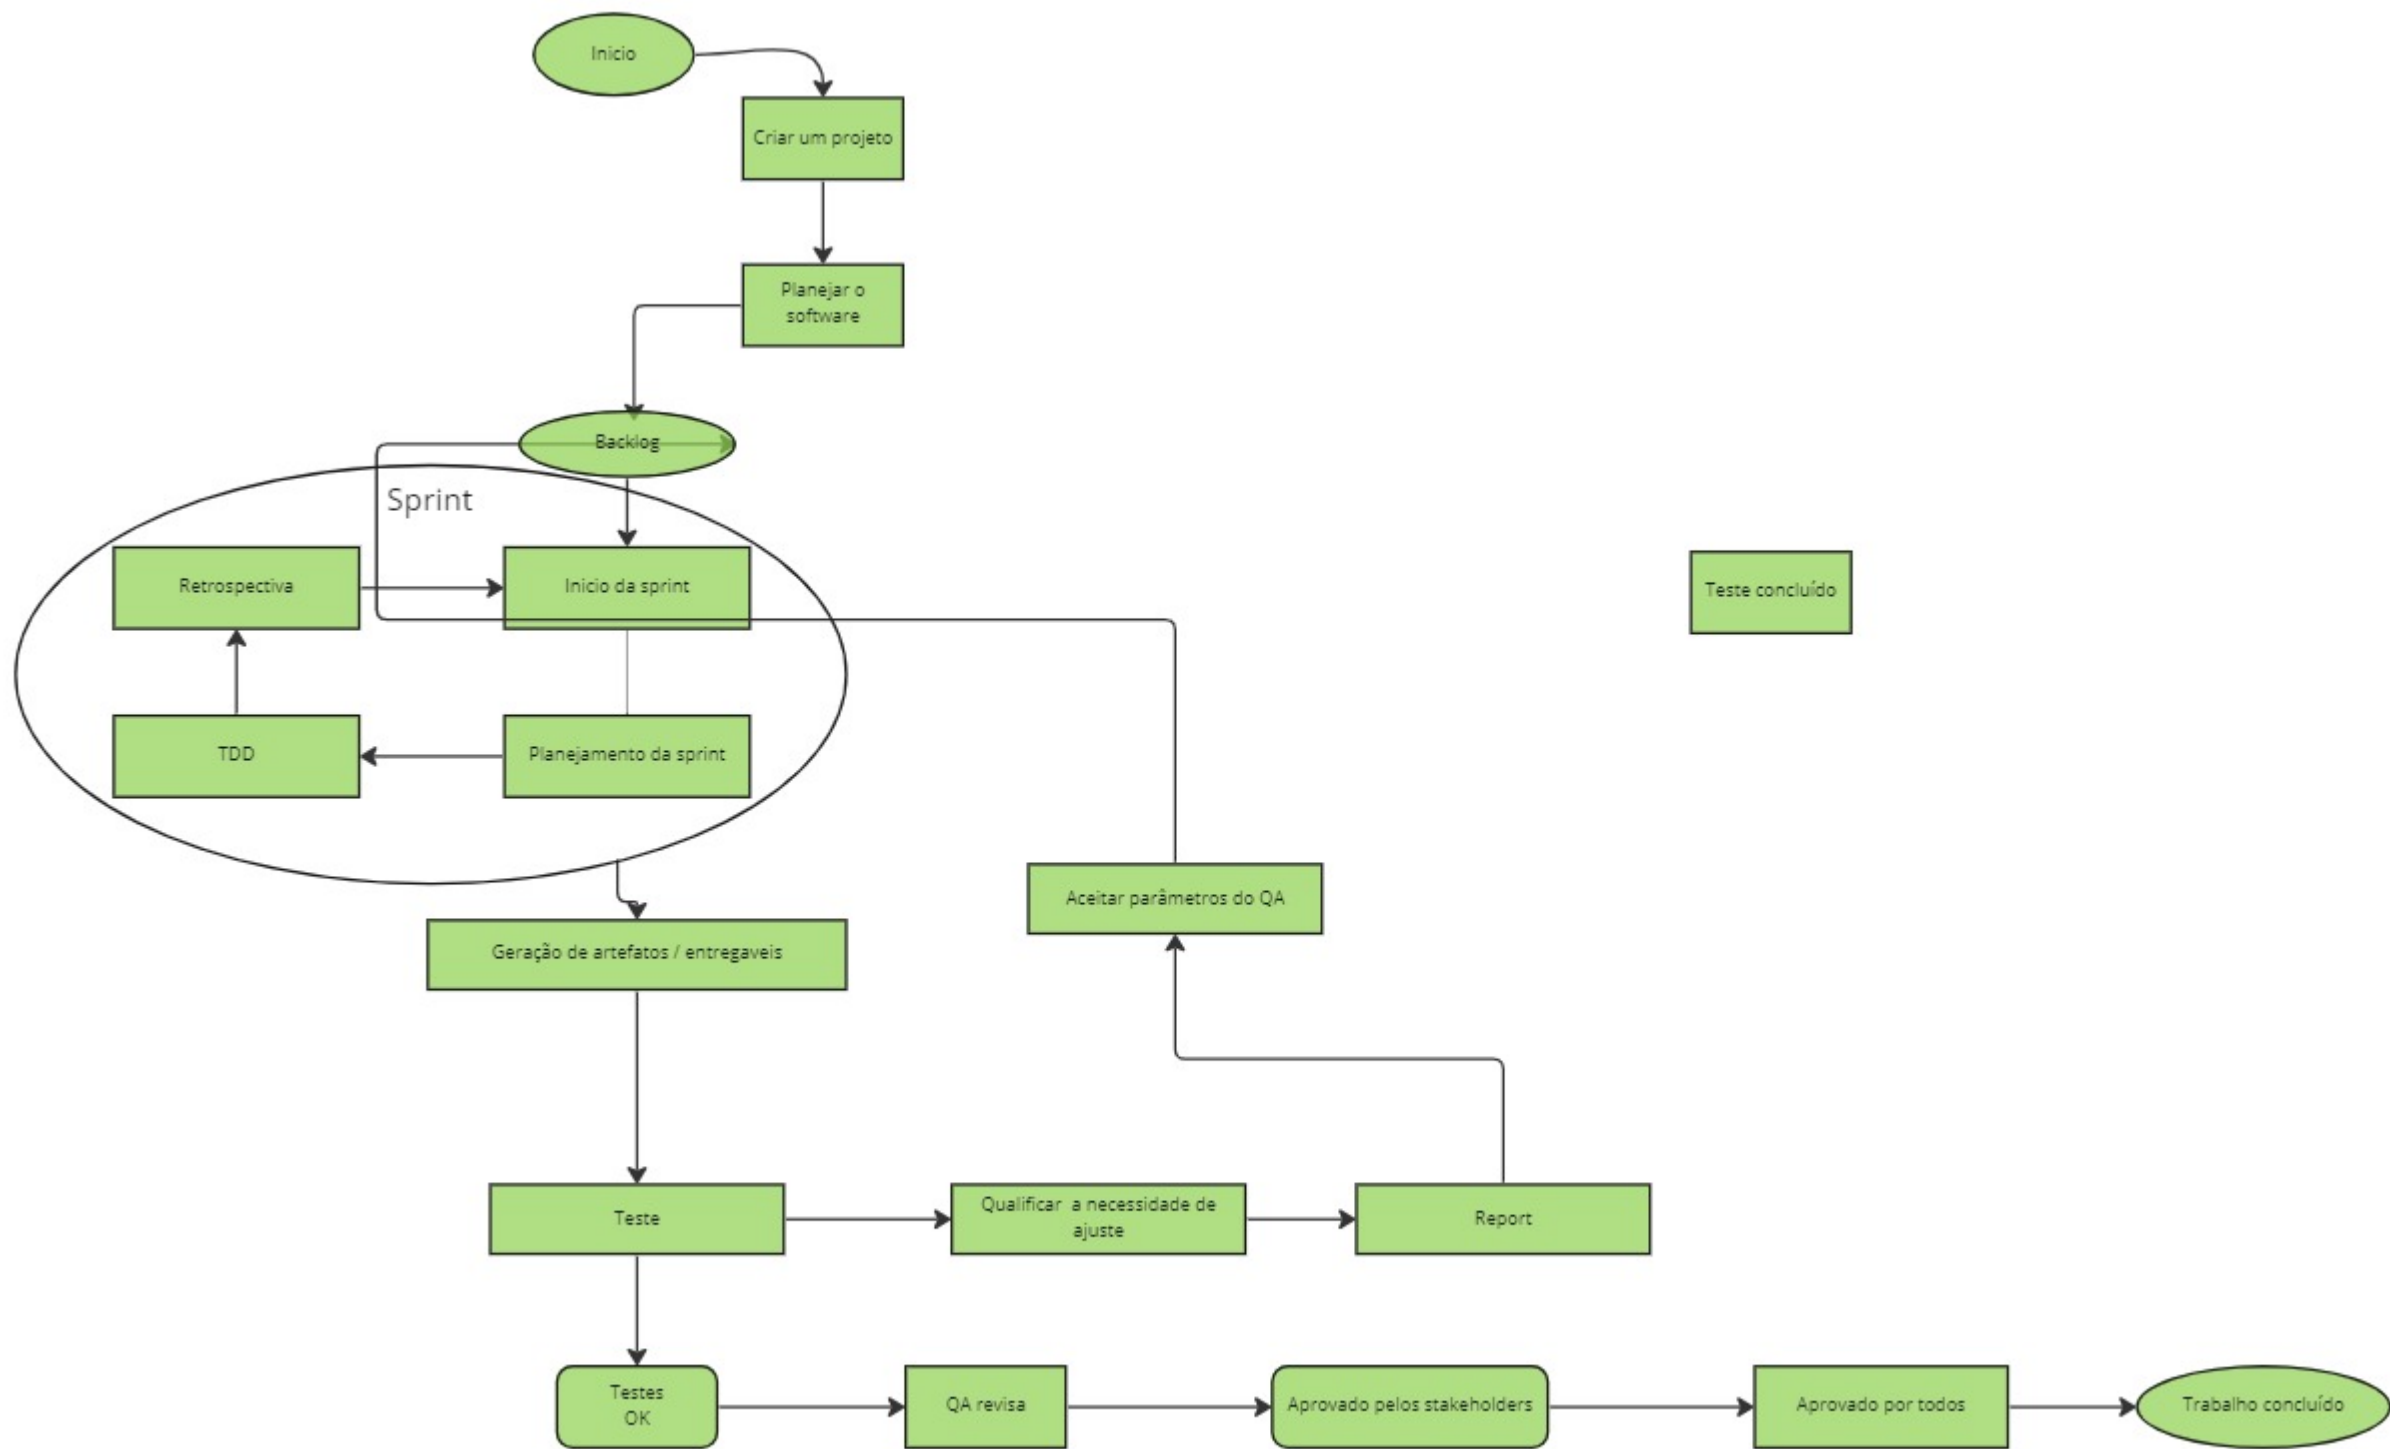 Inicio
Criar um projeto
Planejar o
software
Backlog
Sprint
Retrospectiva
Inicio da sprint
Teste concluído
TDD
Planejamento da sprint
Aceitar parâmetros do QA
Geração de artefatos / entregaveis
Teste
Qualificar  a necessidade de
ajuste
Report
Testes
OK
QA revisa
Aprovado pelos stakeholders
Aprovado por todos
Trabalho concluído